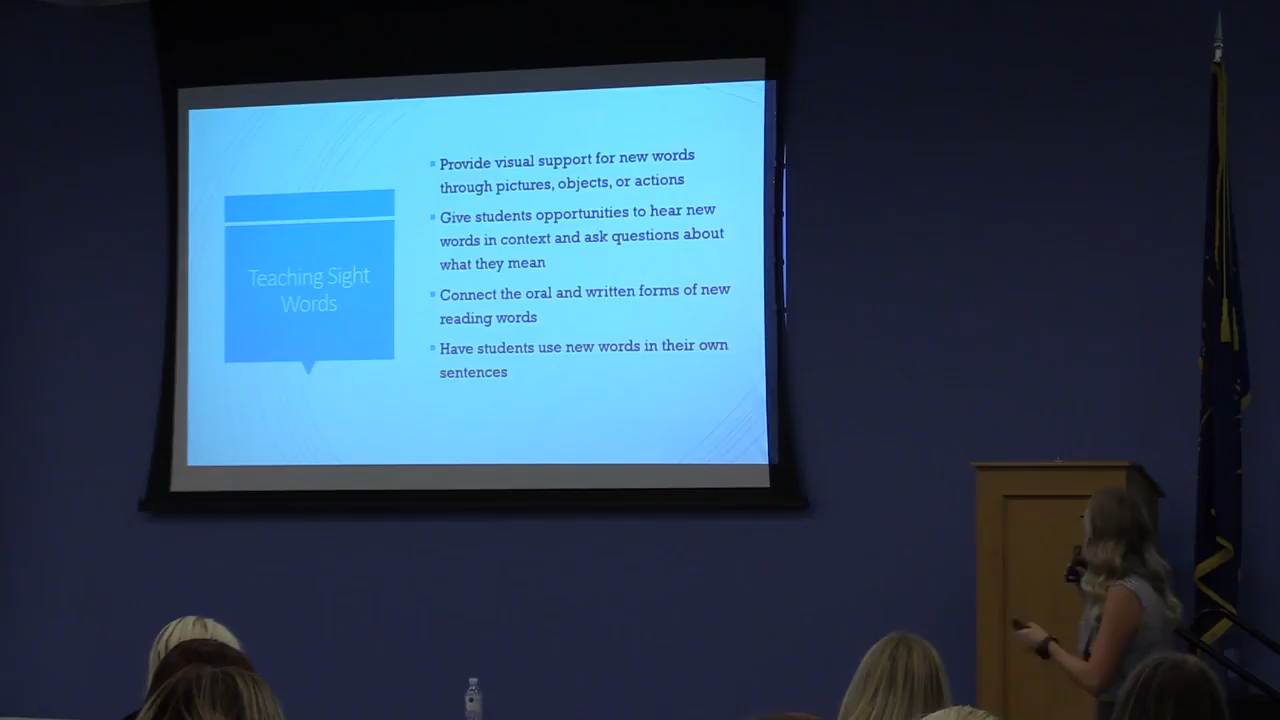 Teaching Sight
Words
Provide visual support for new words
through pictures, objects, or actions
Give students opportunities to hear new
words in context and ask questions about
what they mean
Connect the oral and written forms of new
reading words
Have students use new words in their own
sentences